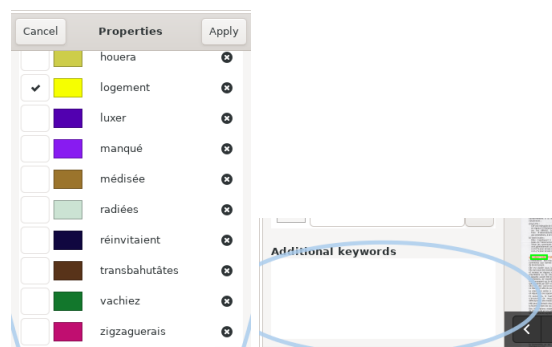 Cancel Properties Apply
houera
logement
luxer
manqué
médisée
radiées
réinvitaient
transbahutâtes
vachiez
zigzaguerais
Additional keywords